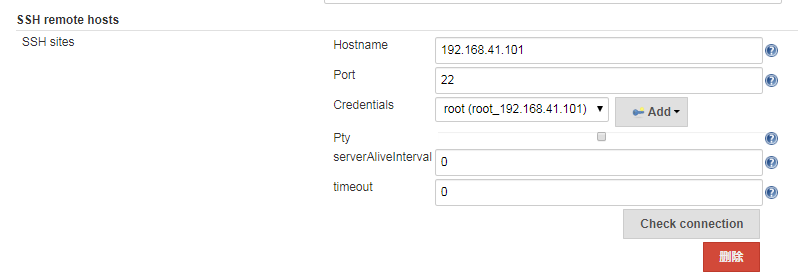 SSH remote hosts
SSH sites
Hostname
192.168.41.101
Port
22
Credentials
root (root_192.168.41.101)
Add
Pty
serverAliveInterval
0
timeout
0
Check connection
删除